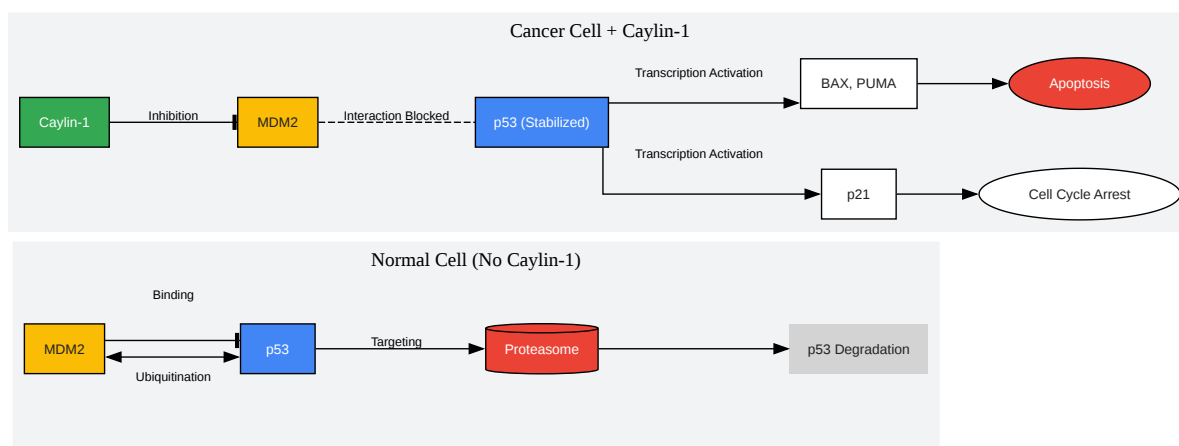 Cancer Cell + Caylin-1
Caylin-1
Inhibition
MDM2
Interaction Blocked
p53 (Stabilized)
Transcription Activation
BAX, PUMA
Apoptosis
Transcription Activation
p21
Cell Cycle Arrest
Normal Cell (No Caylin-1)
Binding
MDM2
p53
Ubiquitination
Targeting
Proteasome
p53 Degradation